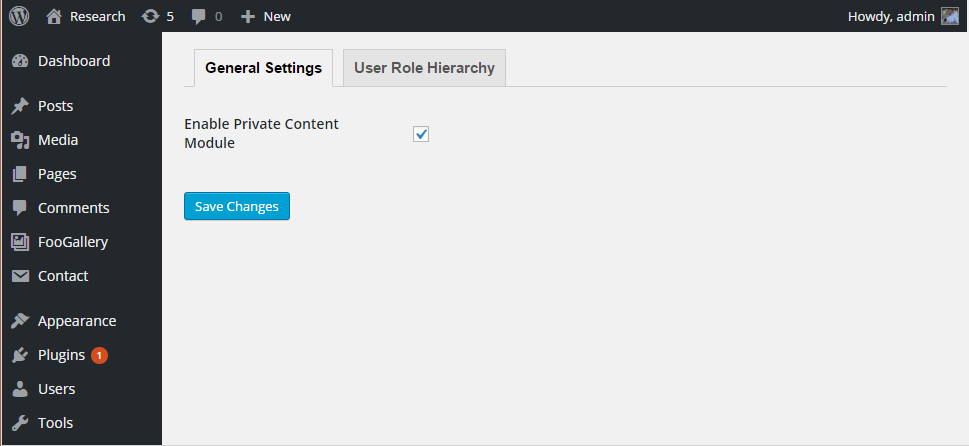 Research 5 0 New Howdy, admin
Dashboard
Posts
Media
Pages
Comments
FooGallery
Contact
Appearance
Plugins 1
Users
Tools
General Settings User Role Hierarchy
Enable Private Content
Module
Save Changes